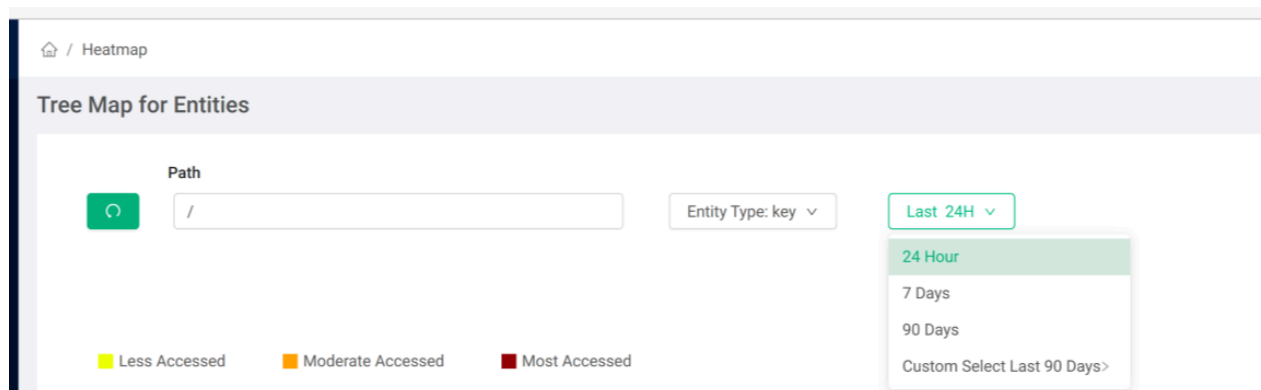 / Heatmap
Tree Map for Entities
Path
/
Entity Type: key
Last 24H
24 Hour
7 Days
90 Days
Custom Select Last 90 Days>
Less Accessed
Moderate Accessed
Most Accessed